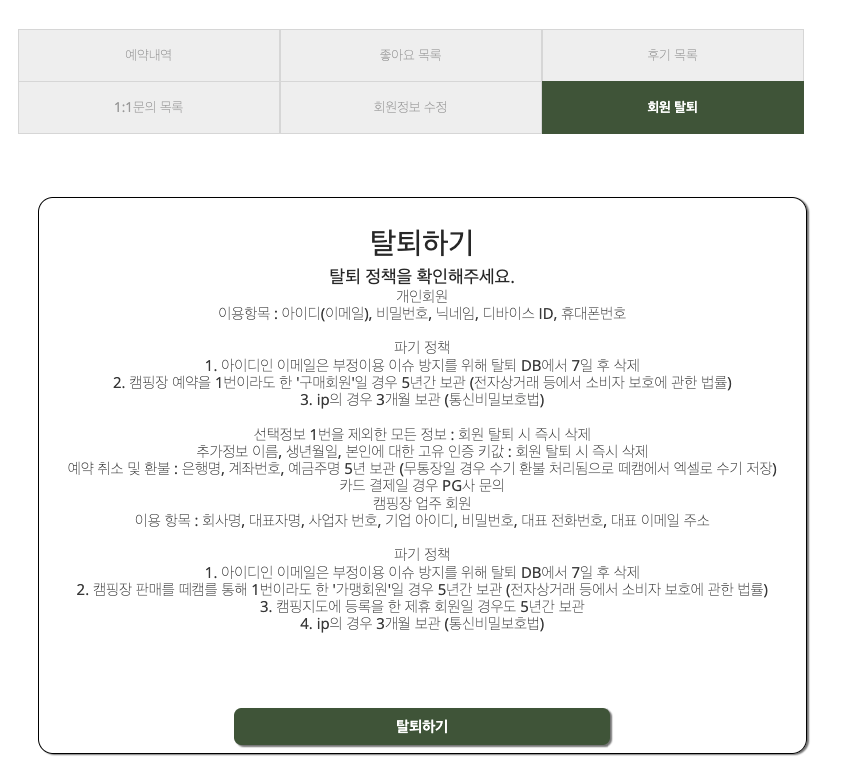 예약내역
좋아요 목록
후기 목록
1:1문의 목록
회원정보 수정
회원 탈퇴
탈퇴하기
탈퇴 정책을 확인해주세요.
개인회원
이용항목 : 아이디(이메일), 비밀번호, 닉네임, 디바이스 ID, 휴대폰번호
파기 정책
1. 아이디인 이메일은 부정이용 이슈 방지를 위해 탈퇴 DB에서 7일 후 삭제
2. 캠핑장 예약을 1번이라도 한 '구매회원'일 경우 5년간 보관 (전자상거래 등에서 소비자 보호에 관한 법률)
3. ip의 경우 3개월 보관 (통신비밀보호법)
선택정보 1번을 제외한 모든 정보 : 회원 탈퇴 시 즉시 삭제
추가정보 이름, 생년월일, 본인에 대한 고유 인증 키값 : 회원 탈퇴 시 즉시 삭제
예약 취소 및 환불 : 은행명, 계좌번호, 예금주명 5년 보관 (무통장일 경우 수기 환불 처리됨으로 떼캠에서 엑셀로 수기 저장)
카드 결제일 경우 PG사 문의
캠핑장 업주 회원
이용 항목 : 회사명, 대표자명, 사업자 번호, 기업 아이디, 비밀번호, 대표 전화번호, 대표 이메일 주소
파기 정책
1. 아이디인 이메일은 부정이용 이슈 방지를 위해 탈퇴 DB에서 7일 후 삭제
2. 캠핑장 판매를 떼캠를 통해 1번이라도 한 '가맹회원'일 경우 5년간 보관 (전자상거래 등에서 소비자 보호에 관한 법률)
3. 캠핑지도에 등록을 한 제휴 회원일 경우도 5년간 보관
4. ip의 경우 3개월 보관 (통신비밀보호법)
탈퇴하기